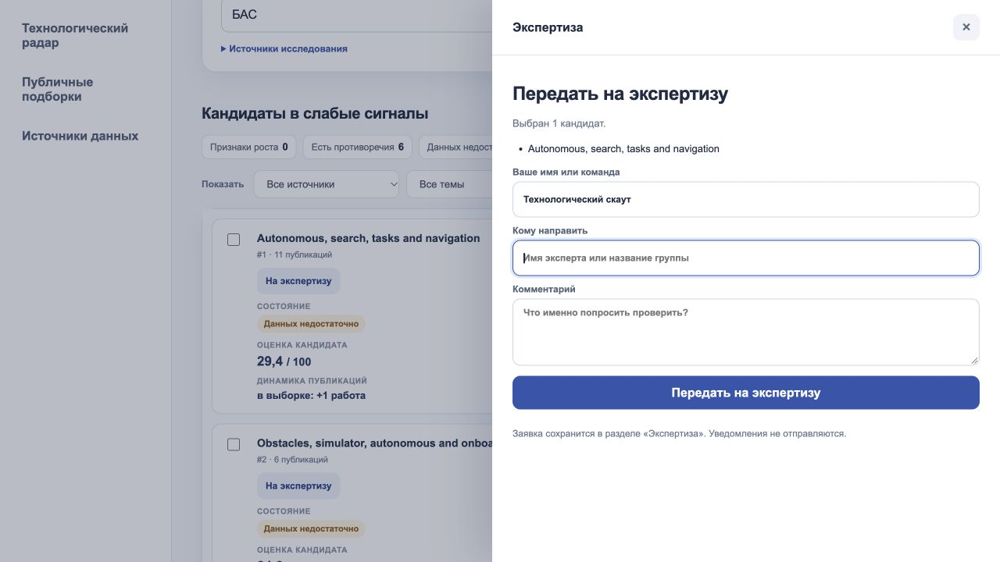 Технологический
радар
Публичные
подборки
Источники данных
БАС
Источники исследования
Кандидаты в слабые сигналы
Признаки роста 0
Есть противоречия 6
Данных недост
Показать
Все источники
Все темы
Autonomous, search, tasks and navigation
#1 · 11 публикаций
На экспертизу
СОСТОЯНИЕ
Данных недостаточно
ОЦЕНКА КАНДИДАТА
29,4 / 100
ДИНАМИКА ПУБЛИКАЦИЙ
в выборке: +1 работа
Obstacles, simulator, autonomous and onboa
#2 · 6 публикаций
На экспертизу
СОСТОЯНИЕ
Данных недостаточно
ОЦЕНКА КАНДИДАТА
Экспертиза
Передать на экспертизу
Выбран 1 кандидат.
• Autonomous, search, tasks and navigation
Ваше имя или команда
Технологический скаут
Кому направить
Имя эксперта или название группы
Комментарий
Что именно попросить проверить?
Передать на экспертизу
Заявка сохранится в разделе «Экспертиза». Уведомления не отправляются.